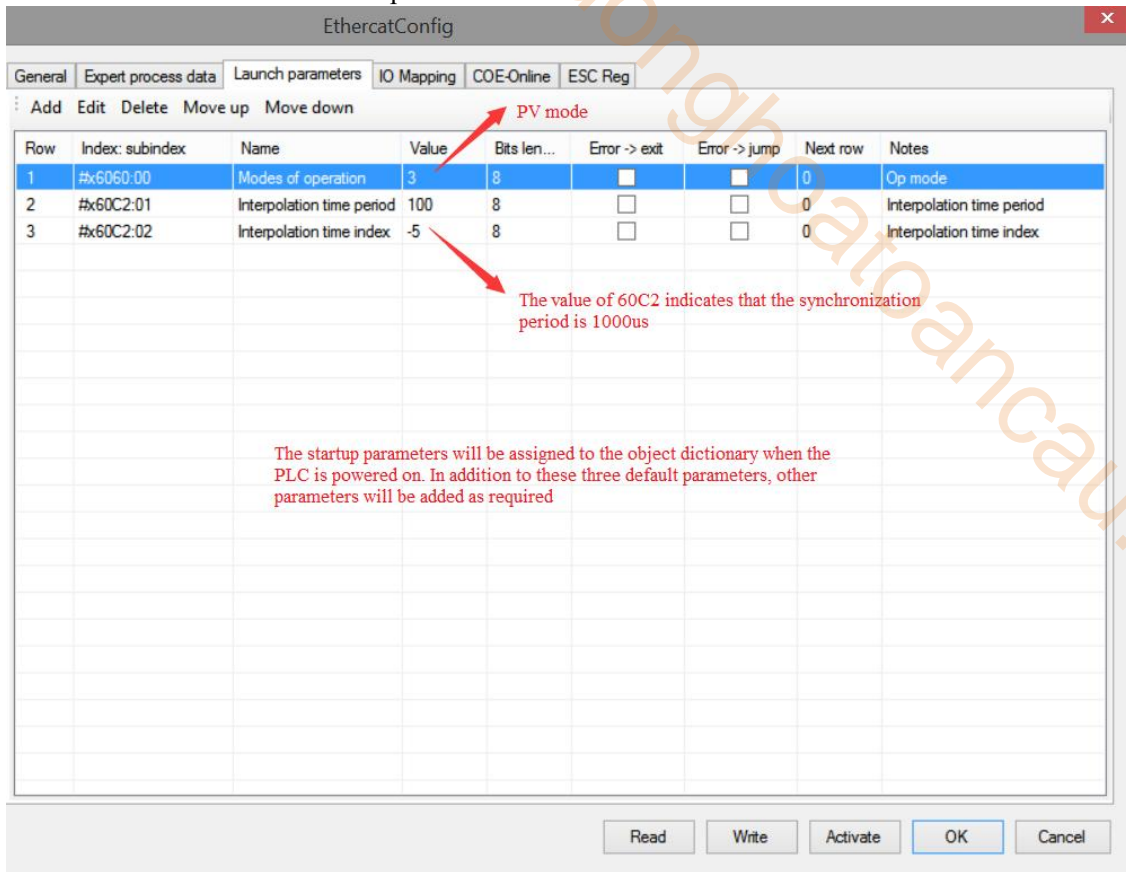 EthercatConfig
General Expert process data Launch parameters IO Mapping COE-Online ESC Reg
Add Edit Delete Move up Move down
PV mode
Row Index: subindex Name Value Bits len... Error -> exit Error -> jump Next row Notes
1 #x6060:00 Modes of operation 3 8 0 Op mode
2 #x60C2:01 Interpolation time period 100 8 0 Interpolation time period
3 #x60C2:02 Interpolation time index -5 8 0 Interpolation time index
The value of 60C2 indicates that the synchronization
period is 1000us
The startup parameters will be assigned to the object dictionary when the
PLC is powered on. In addition to these three default parameters, other
parameters will be added as required
Read Write Activate OK Cancel